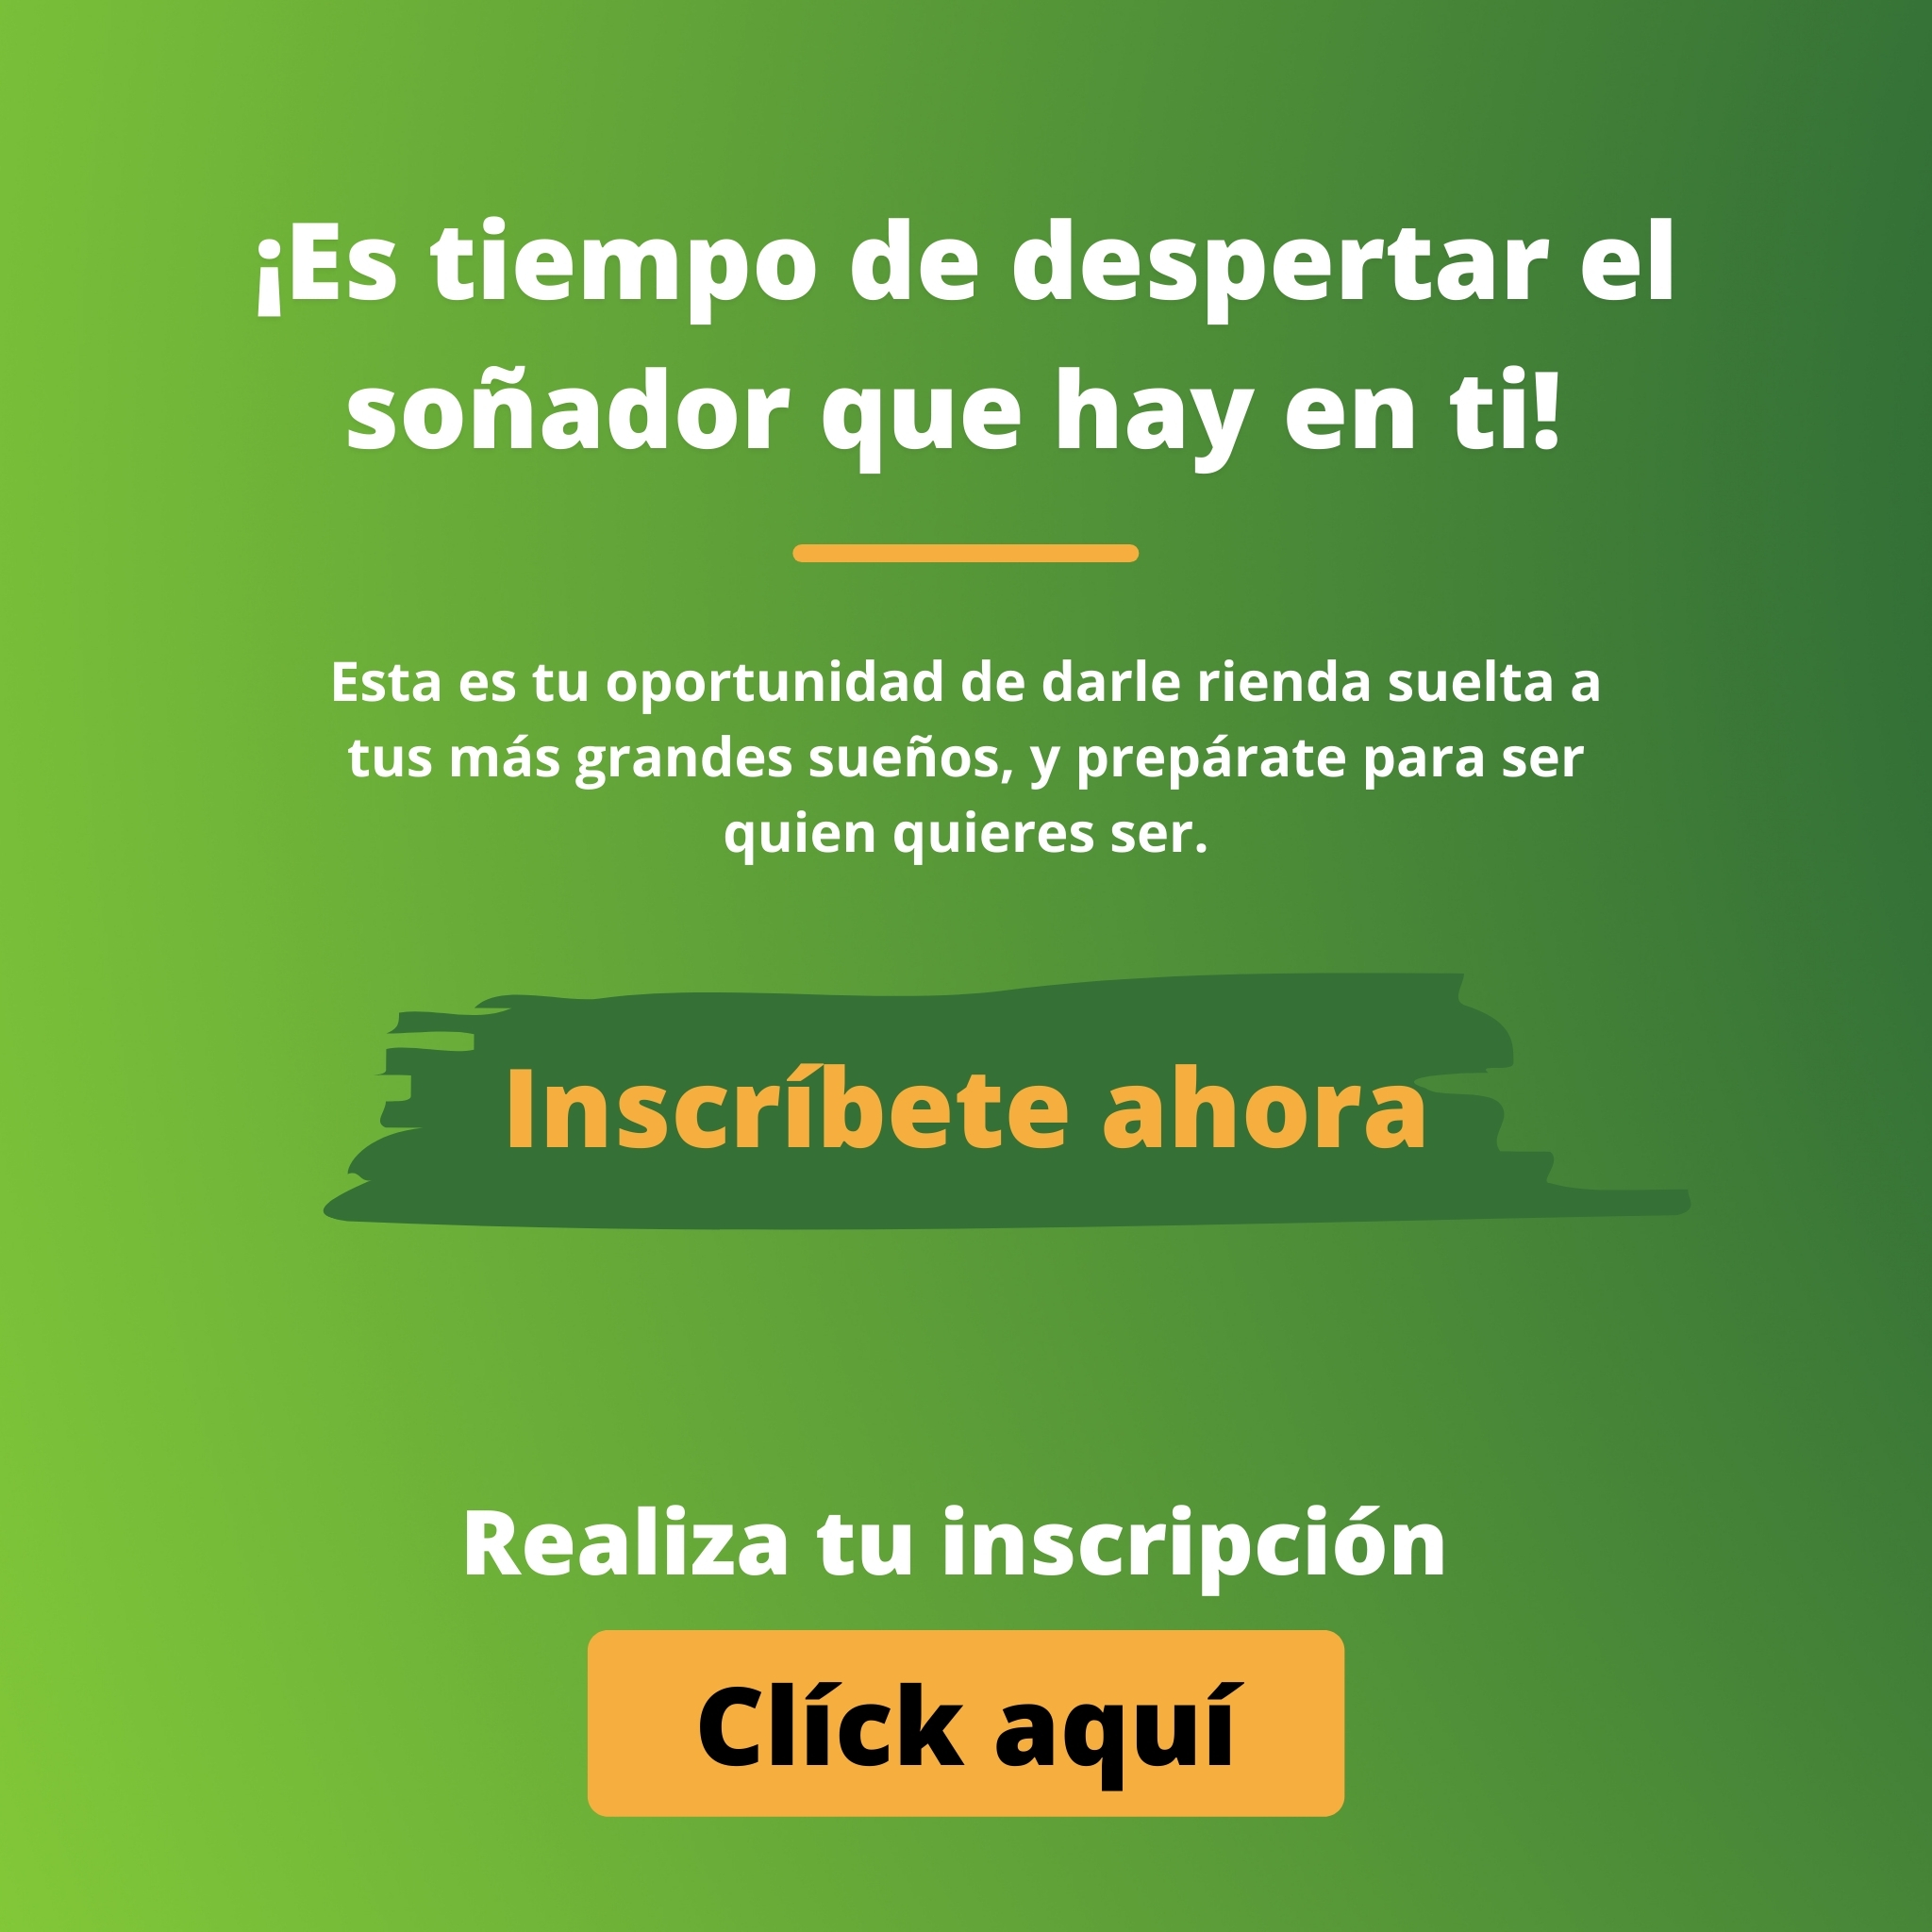 ¡Es tiempo de despertar el
soñador que hay en ti!
Esta es tu oportunidad de darle rienda suelta a
tus más grandes sueños, y prepárate para ser
quien quieres ser.
Inscríbete ahora
Realiza tu inscripción
Clíck aquí